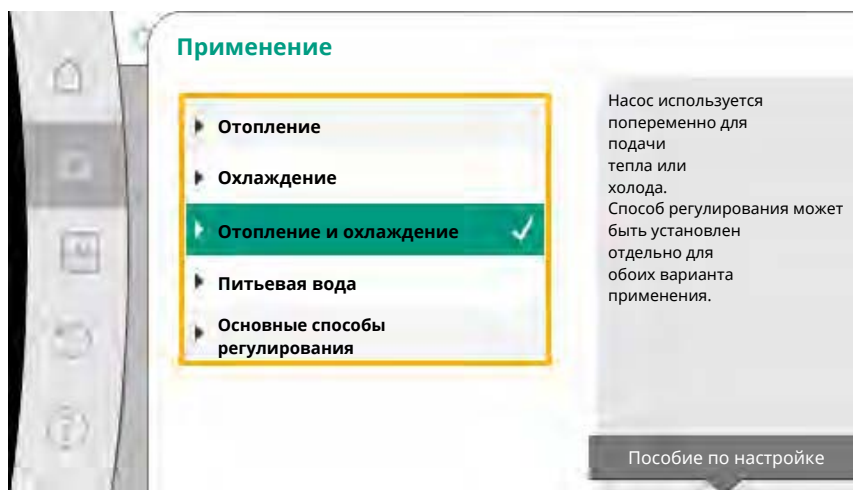 Применение
Отопление
Охлаждение
Отопление и охлаждение
Питьевая вода
Основные способы
регулирования
Насос используется
попеременно для
подачи
тепла или
холода.
Способ регулирования может
быть установлен
отдельно для
обоих варианта
применения.
Пособие по настройке